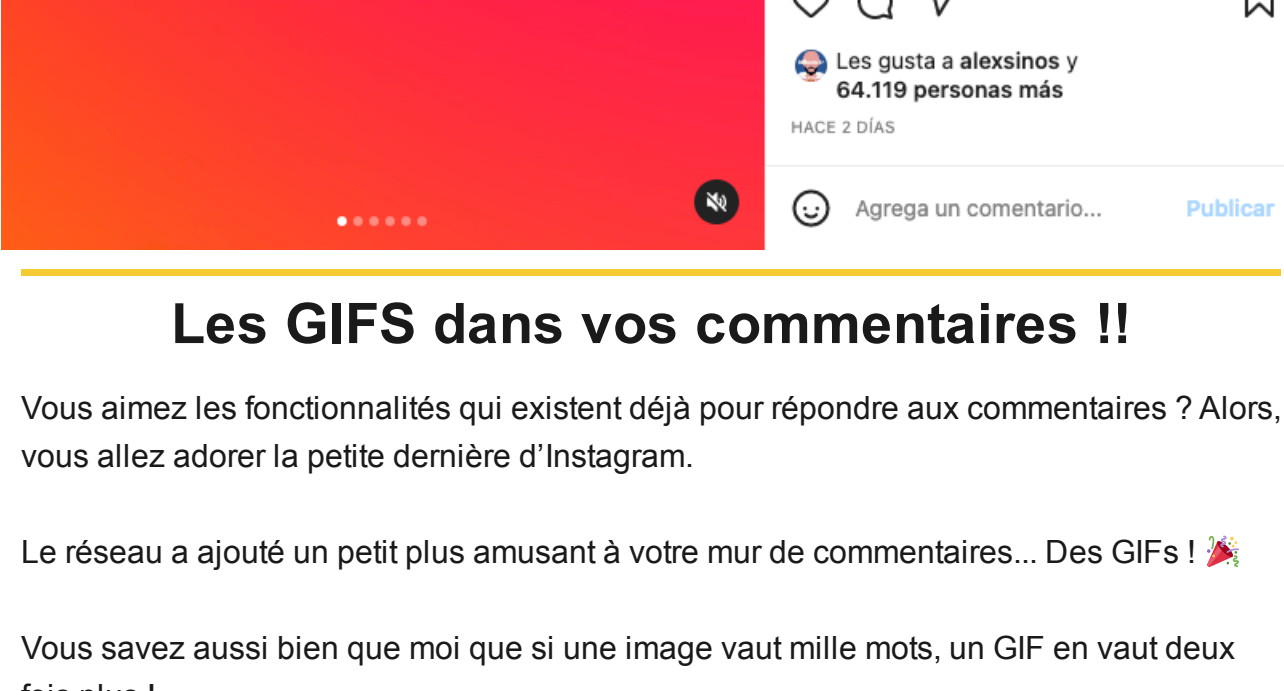 Les gusta a alexsinos y
64.119 personas más
HACE 2 DÍAS
Agrega un comentario...
Publicar
Les GIFS dans vos commentaires !!
Vous aimez les fonctionnalités qui existent déjà pour répondre aux commentaires ? Alors,
vous allez adorer la petite dernière d’Instagram.
Le réseau a ajouté un petit plus amusant à votre mur de commentaires... Des GIFs ! 🎉
Vous savez aussi bien que moi que si une image vaut mille mots, un GIF en vaut deux
fois plus !